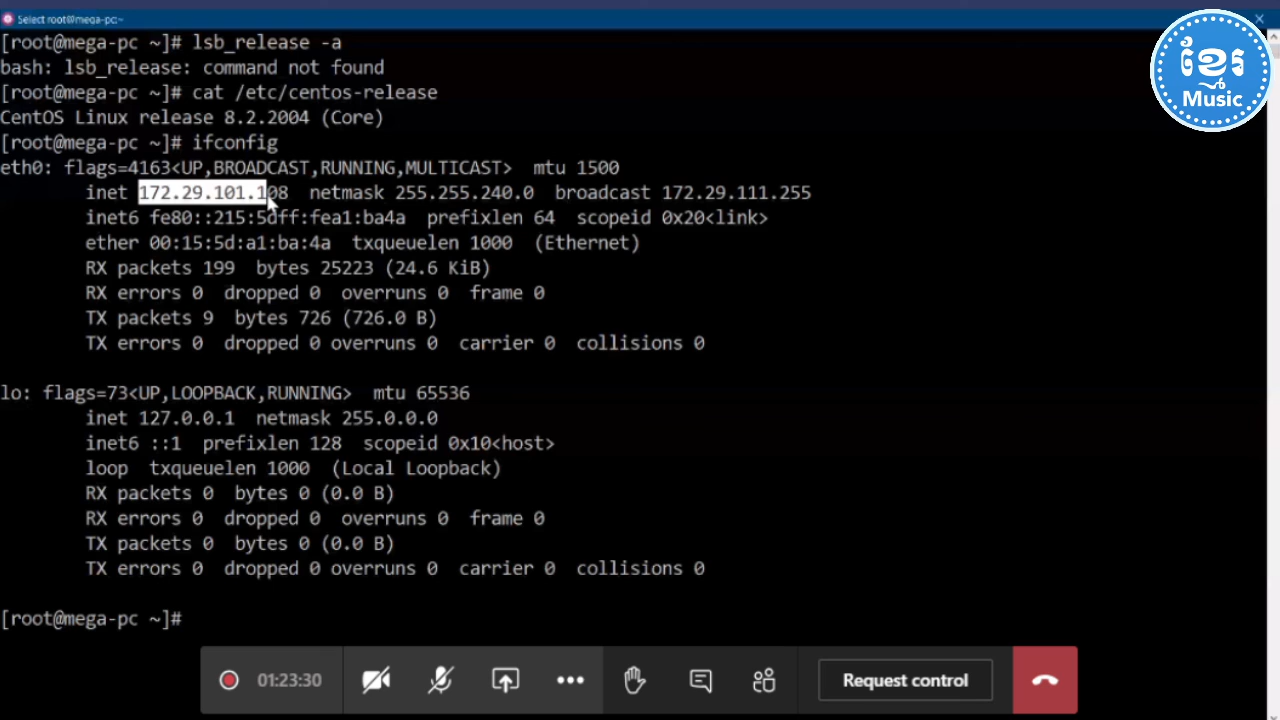 Select root@mega-pc:~
[root@mega-pc ~]# lsb_release -a
bash: lsb_release: command not found
[root@mega-pc ~]# cat /etc/centos-release
CentOS Linux release 8.2.2004 (Core)
[root@mega-pc ~]# ifconfig
eth0: flags=4163<UP,BROADCAST,RUNNING,MULTICAST>  mtu 1500
        inet 172.29.101.108  netmask 255.255.240.0  broadcast 172.29.111.255
        inet6 fe80::215:5dff:fea1:ba4a  prefixlen 64  scopeid 0x20<link>
        ether 00:15:5d:a1:ba:4a  txqueuelen 1000  (Ethernet)
        RX packets 199  bytes 25223 (24.6 KiB)
        RX errors 0  dropped 0  overruns 0  frame 0
        TX packets 9  bytes 726 (726.0 B)
        TX errors 0  dropped 0 overruns 0  carrier 0  collisions 0

lo: flags=73<UP,LOOPBACK,RUNNING>  mtu 65536
        inet 127.0.0.1  netmask 255.0.0.0
        inet6 ::1  prefixlen 128  scopeid 0x10<host>
        loop  txqueuelen 1000  (Local Loopback)
        RX packets 0  bytes 0 (0.0 B)
        RX errors 0  dropped 0  overruns 0  frame 0
        TX packets 0  bytes 0 (0.0 B)
        TX errors 0  dropped 0 overruns 0  carrier 0  collisions 0

[root@mega-pc ~]#
ខ្មែរ
Music
01:23:30
Request control